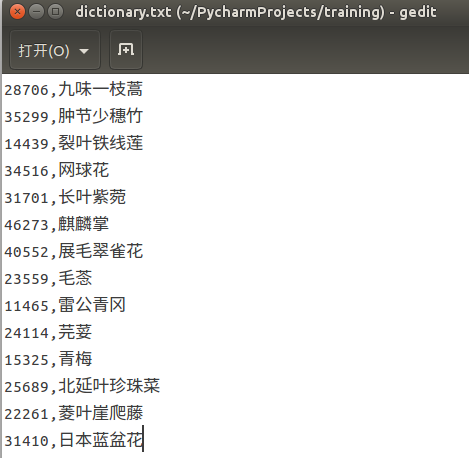 dictionary.txt (~/PycharmProjects/training) - gedit
打开(O)
28706,九味一枝蒿
35299,肿节少穗竹
14439,裂叶铁线莲
34516,网球花
31701,长叶紫菀
46273,麒麟掌
40552,展毛翠雀花
23559,毛蕊
11465,雷公青冈
24114,芫荽
15325,青梅
25689,北延叶珍珠菜
22261,菱叶崖爬藤
31410,日本蓝盆花